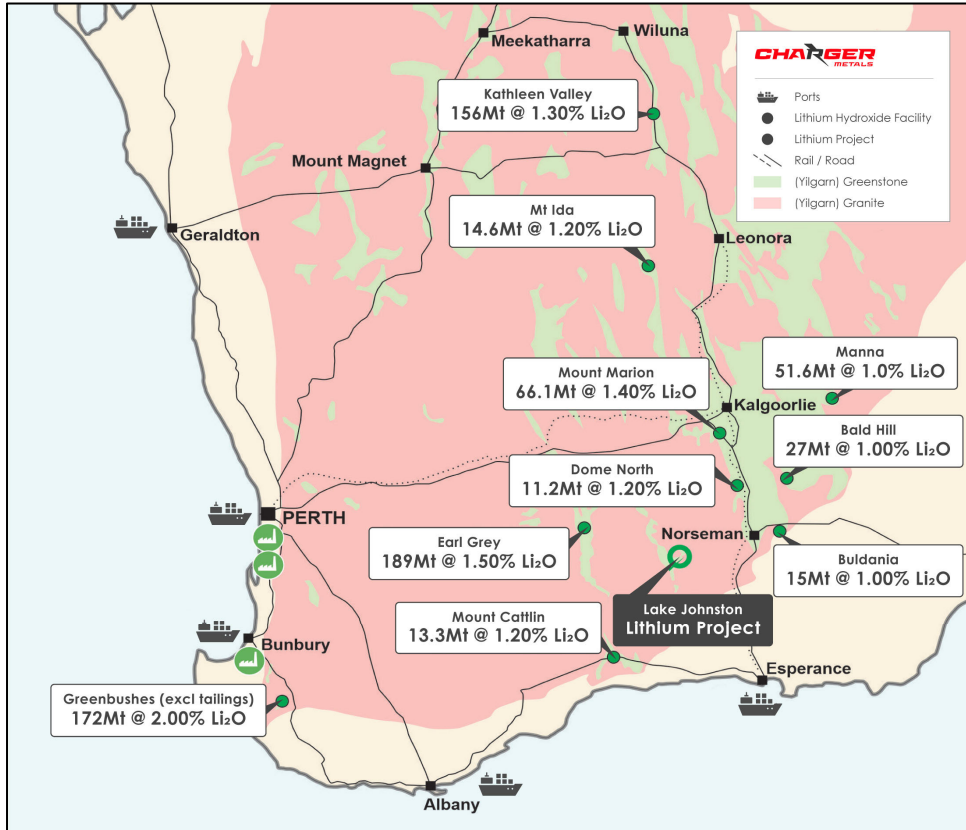 Meekatharra
Wiluna
CHARGER
METALS
Ports
Lithium Hydroxide Facility
Lithium Project
Rail / Road
(Yilgarn) Greenstone
(Yilgarn) Granite
Kathleen Valley
156Mt @ 1.30% Li₂O
Mount Magnet
Mt Ida
14.6Mt @ 1.20% Li₂O
Geraldton
Leonora
Manna
51.6Mt @ 1.0% Li₂O
Mount Marion
66.1Mt @ 1.40% Li₂O
Kalgoorlie
Bald Hill
27Mt @ 1.00% Li₂O
Dome North
11.2Mt @ 1.20% Li₂O
PERTH
Earl Grey
189Mt @ 1.50% Li₂O
Norseman
Buldania
15Mt @ 1.00% Li₂O
Lake Johnston
Lithium Project
Mount Cattlin
13.3Mt @ 1.20% Li₂O
Bunbury
Esperance
Greenbushes (excl tailings)
172Mt @ 2.00% Li₂O
Albany